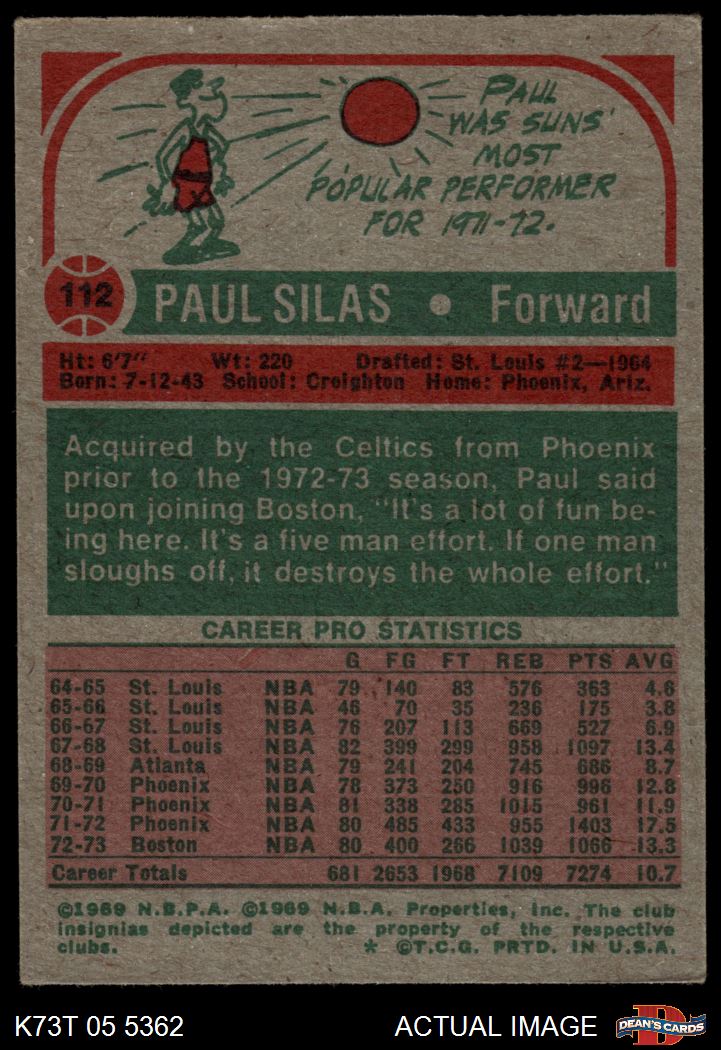 PAUL
WAS SUNS'
MOST
POPULAR PERFORMER
FOR 1971-72.
112 PAUL SILAS • Forward
Ht: 6'7" Wt: 220 Drafted: St. Louis #2—1964
Born: 7-12-43 School: Creighton Home: Phoenix, Ariz.
Acquired by the Celtics from Phoenix
prior to the 1972-73 season, Paul said
upon joining Boston, "It's a lot of fun be-
ing here. It's a five man effort. If one man
sloughs off, it destroys the whole effort."
CAREER PRO STATISTICS
G FG FT REB PTS AVG
64-65 St. Louis NBA 79 140 83 576 363 4.6
65-66 St. Louis NBA 46 70 35 236 175 3.8
66-67 St. Louis NBA 76 207 113 669 527 6.9
67-68 St. Louis NBA 82 399 299 958 1097 13.4
68-69 Atlanta NBA 79 241 204 745 686 8.7
69-70 Phoenix NBA 78 373 250 916 996 12.8
70-71 Phoenix NBA 81 338 285 1015 961 11.9
71-72 Phoenix NBA 80 485 433 955 1403 17.5
72-73 Boston NBA 80 400 266 1039 1066 13.3
Career Totals 681 2653 1968 7109 7274 10.7
©1969 N.B.P.A. ©1969 N.B.A. Properties, Inc. The club
insignias depicted are the property of the respective
clubs. * ©T.C.G. PRTD. IN U.S.A.
K73T 05 5362 ACTUAL IMAGE DEAN'S CARDS